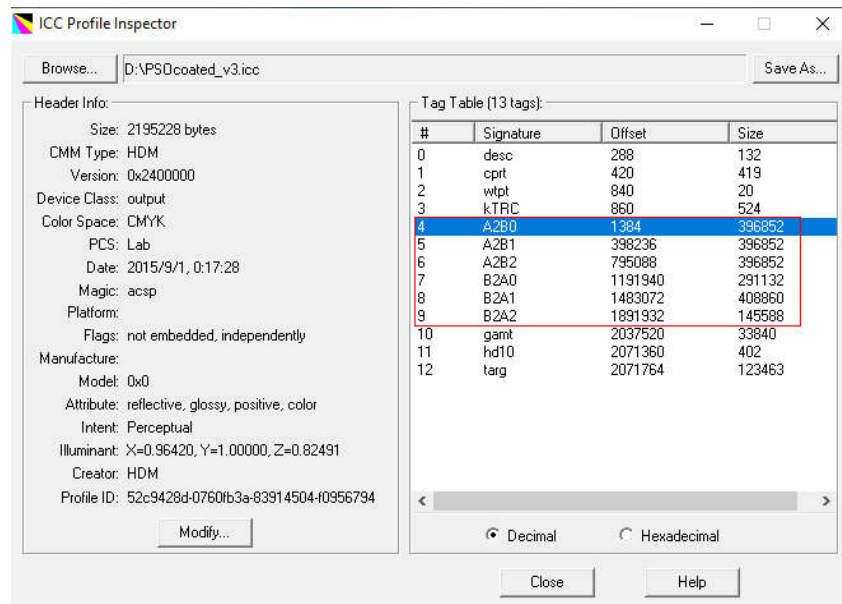 ICC Profile Inspector
Browse... D:\PSOcoated_v3.icc Save As...
Header Info:
Size: 2195228 bytes
CMM Type: HDM
Version: 0x2400000
Device Class: output
Color Space: CMYK
PCS: Lab
Date: 2015/9/1, 0:17:28
Magic: acsp
Platform:
Flags: not embedded, independently
Manufacture:
Model: 0x0
Attribute: reflective, glossy, positive, color
Intent: Perceptual
Illuminant: X=0.96420, Y=1.00000, Z=0.82491
Creator: HDM
Profile ID: 52c9428d-0760fb3a-83914504-f0956794
Modify...
Tag Table (13 tags):
# Signature Offset Size
0 desc 288 132
1 cprt 420 419
2 wtpt 840 20
3 kTRC 860 524
4 A2B0 1384 396852
5 A2B1 398236 396852
6 A2B2 795088 396852
7 B2A0 1191940 291132
8 B2A1 1483072 408860
9 B2A2 1891932 145588
10 gamt 2037520 33840
11 hd10 2071360 402
12 targ 2071764 123463
Decimal Hexadecimal
Close Help